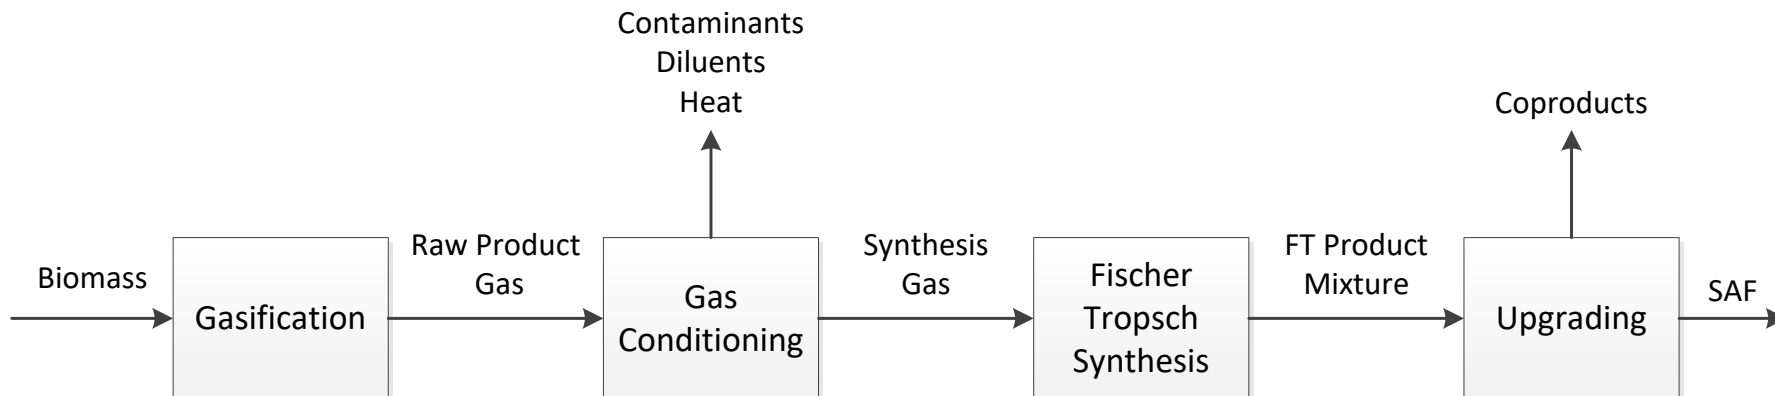 Contaminants
Diluents
Heat
Coproducts
Biomass
Gasification
Raw Product
Gas
Gas
Conditioning
Synthesis
Gas
Fischer
Tropsch
Synthesis
FT Product
Mixture
Upgrading
SAF